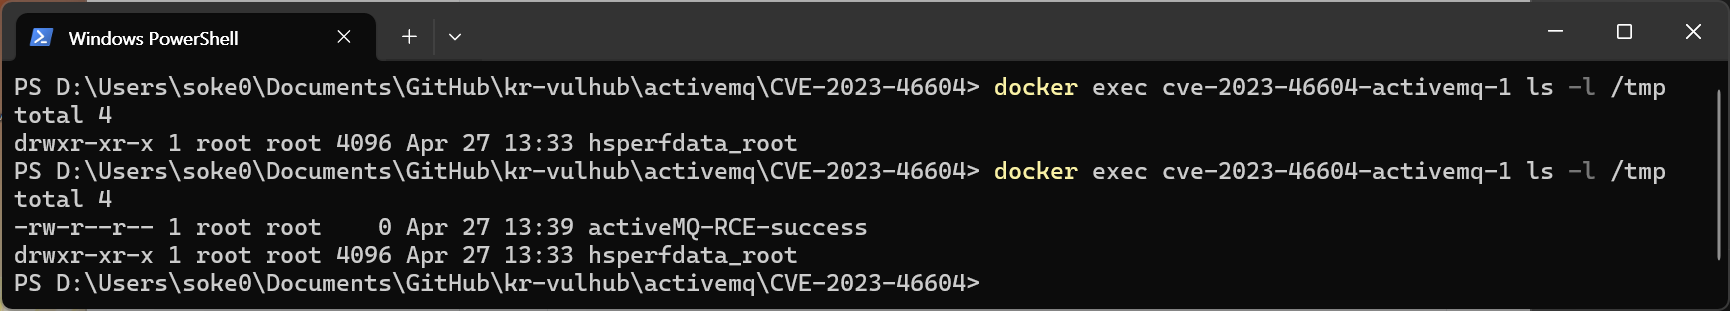 Windows PowerShell
PS D:\Users\soke0\Documents\GitHub\kr-vulhub\activemq\CVE-2023-46604> docker exec cve-2023-46604-activemq-1 ls -l /tmp
total 4
drwxr-xr-x 1 root root 4096 Apr 27 13:33 hsperfdata_root
PS D:\Users\soke0\Documents\GitHub\kr-vulhub\activemq\CVE-2023-46604> docker exec cve-2023-46604-activemq-1 ls -l /tmp
total 4
-rw-r--r-- 1 root root    0 Apr 27 13:39 activeMQ-RCE-success
drwxr-xr-x 1 root root 4096 Apr 27 13:33 hsperfdata_root
PS D:\Users\soke0\Documents\GitHub\kr-vulhub\activemq\CVE-2023-46604>